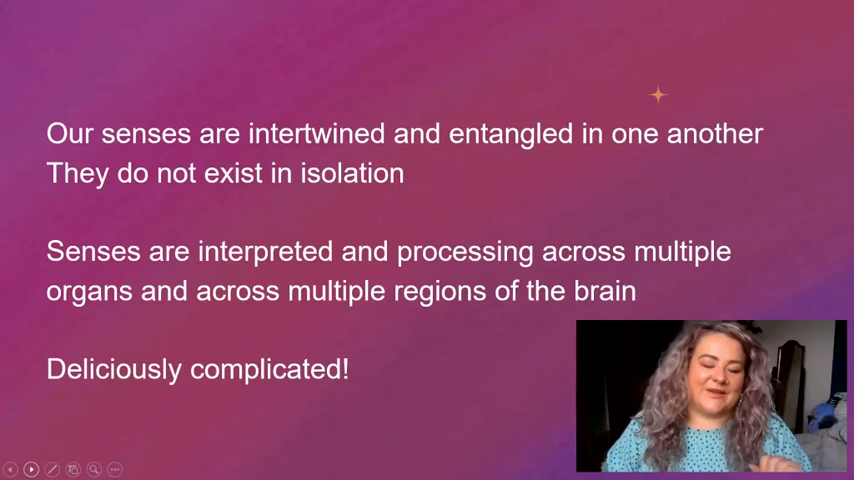 Our senses are intertwined and entangled in one another
They do not exist in isolation
Senses are interpreted and processing across multiple
organs and across multiple regions of the brain
Deliciously complicated!